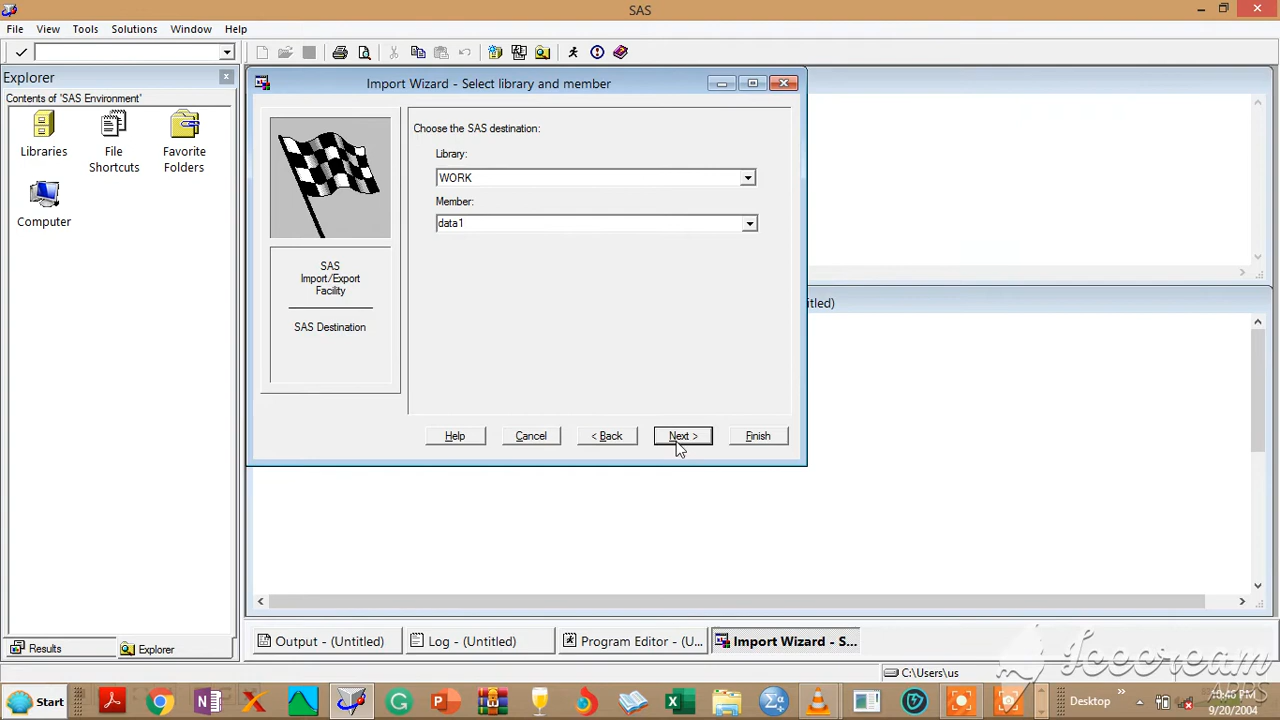 SAS
File View Tools Solutions Window Help
Explorer
Contents of 'SAS Environment'
Libraries
File Shortcuts
Favorite Folders
Computer
Import Wizard - Select library and member
Choose the SAS destination:
Library:
WORK
Member:
data1
SAS
Import/Export
Facility
SAS Destination
Help Cancel < Back Next > Finish
itled)
Results Explorer
Output - (Untitled) Log - (Untitled) Program Editor - (U... Import Wizard - S...
C:\Users\us
Icecream
Start Desktop
9/20/2004